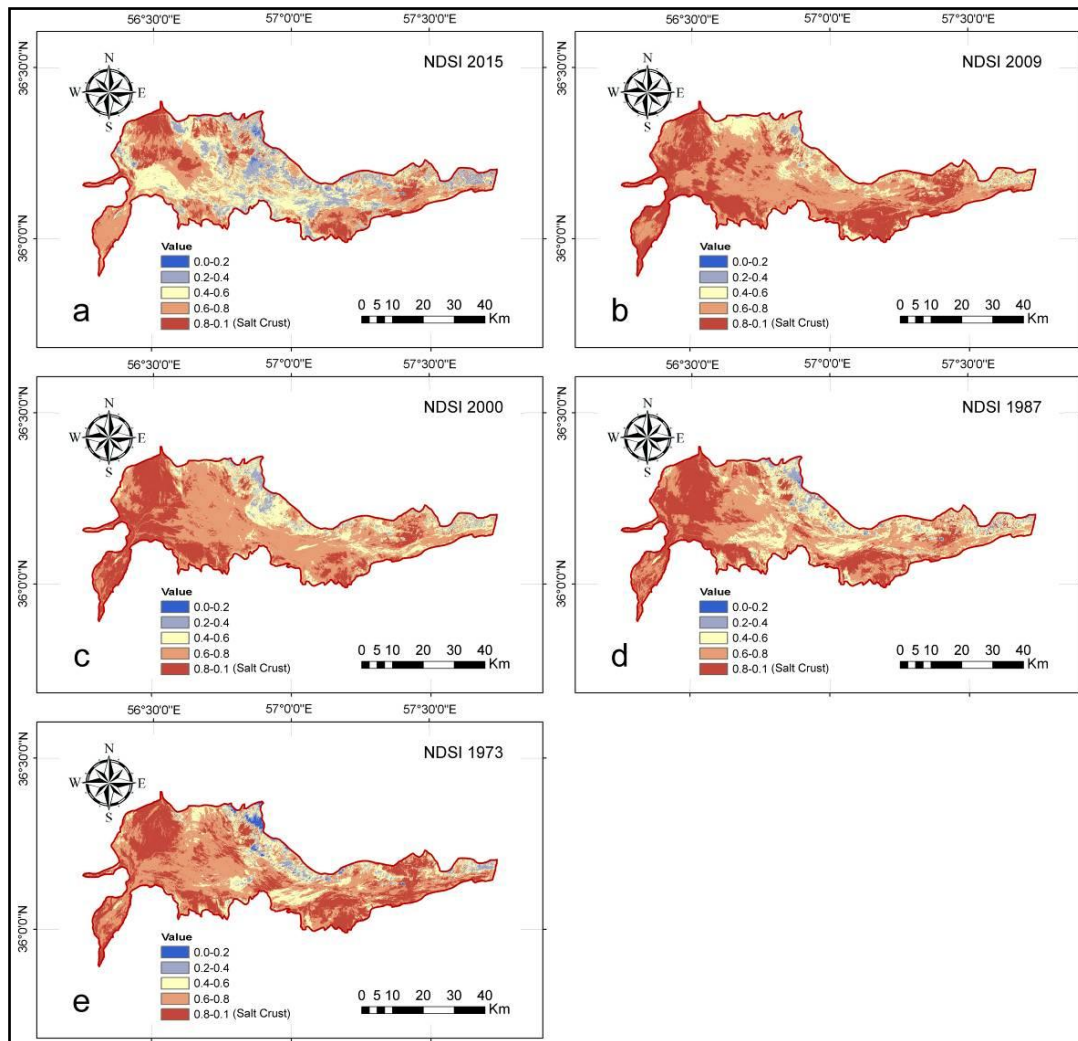 56°30'0"E 57°0'0"E 57°30'0"E
36°30'0"N
36°0'0"N
NDSI 2015
N
W E
S
Value
0.0-0.2
0.2-0.4
0.4-0.6
0.6-0.8
0.8-0.1 (Salt Crust)
a
0 5 10 20 30 40
Km
56°30'0"E 57°0'0"E 57°30'0"E
36°30'0"N
36°0'0"N
NDSI 2009
N
W E
S
Value
0.0-0.2
0.2-0.4
0.4-0.6
0.6-0.8
0.8-0.1 (Salt Crust)
b
0 5 10 20 30 40
Km
56°30'0"E 57°0'0"E 57°30'0"E
36°30'0"N
36°0'0"N
NDSI 2000
N
W E
S
Value
0.0-0.2
0.2-0.4
0.4-0.6
0.6-0.8
0.8-0.1 (Salt Crust)
c
0 5 10 20 30 40
Km
56°30'0"E 57°0'0"E 57°30'0"E
36°30'0"N
36°0'0"N
NDSI 1987
N
W E
S
Value
0.0-0.2
0.2-0.4
0.4-0.6
0.6-0.8
0.8-0.1 (Salt Crust)
d
0 5 10 20 30 40
Km
56°30'0"E 57°0'0"E 57°30'0"E
36°30'0"N
36°0'0"N
NDSI 1973
N
W E
S
Value
0.0-0.2
0.2-0.4
0.4-0.6
0.6-0.8
0.8-0.1 (Salt Crust)
e
0 5 10 20 30 40
Km